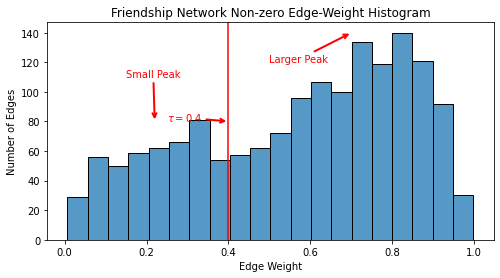 Friendship Network Non-zero Edge-Weight Histogram
140
120
100
80
60
40
20
0
Number of Edges
Small Peak
Larger Peak
τ = 0.4
0.0 0.2 0.4 0.6 0.8 1.0
Edge Weight